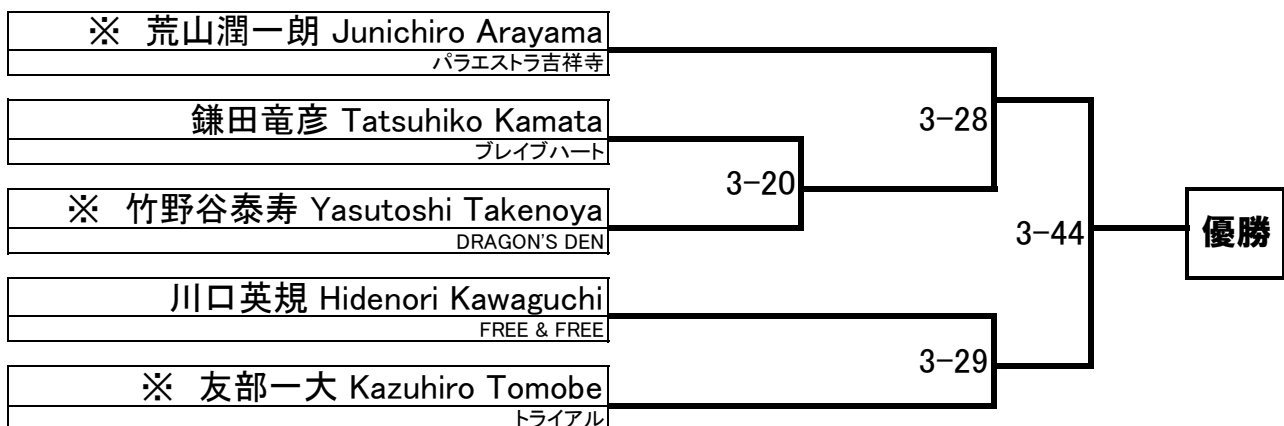 ※ 荒山潤一朗 Junichiro Arayama
パラエストラ吉祥寺
鎌田竜彦 Tatsuhiko Kamata
ブレイブハート
※ 竹野谷泰寿 Yasutoshi Takenoya
DRAGON'S DEN
川口英規 Hidenori Kawaguchi
FREE & FREE
※ 友部一大 Kazuhiro Tomobe
トライアル
3-20
3-28
3-29
3-44
優勝